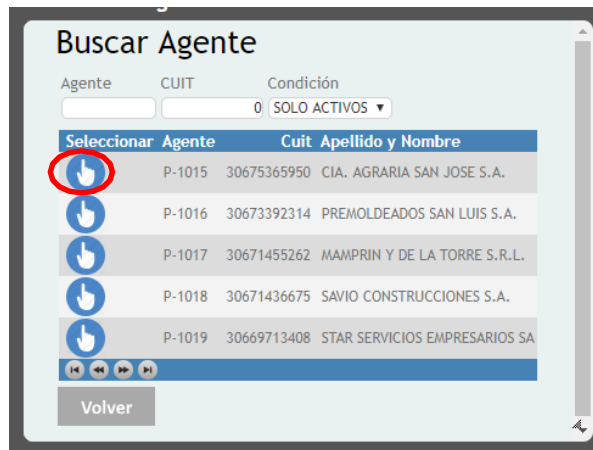 Buscar Agente
Agente CUIT Condición
0 SOLO ACTIVOS
Seleccionar Agente Cuit Apellido y Nombre
P-1015 30675365950 CIA. AGRARIA SAN JOSE S.A.
P-1016 30673392314 PREMOLDEADOS SAN LUIS S.A.
P-1017 30671455262 MAMPRIN Y DE LA TORRE S.R.L.
P-1018 30671436675 SAVIO CONSTRUCCIONES S.A.
P-1019 30669713408 STAR SERVICIOS EMPRESARIOS SA
Volver